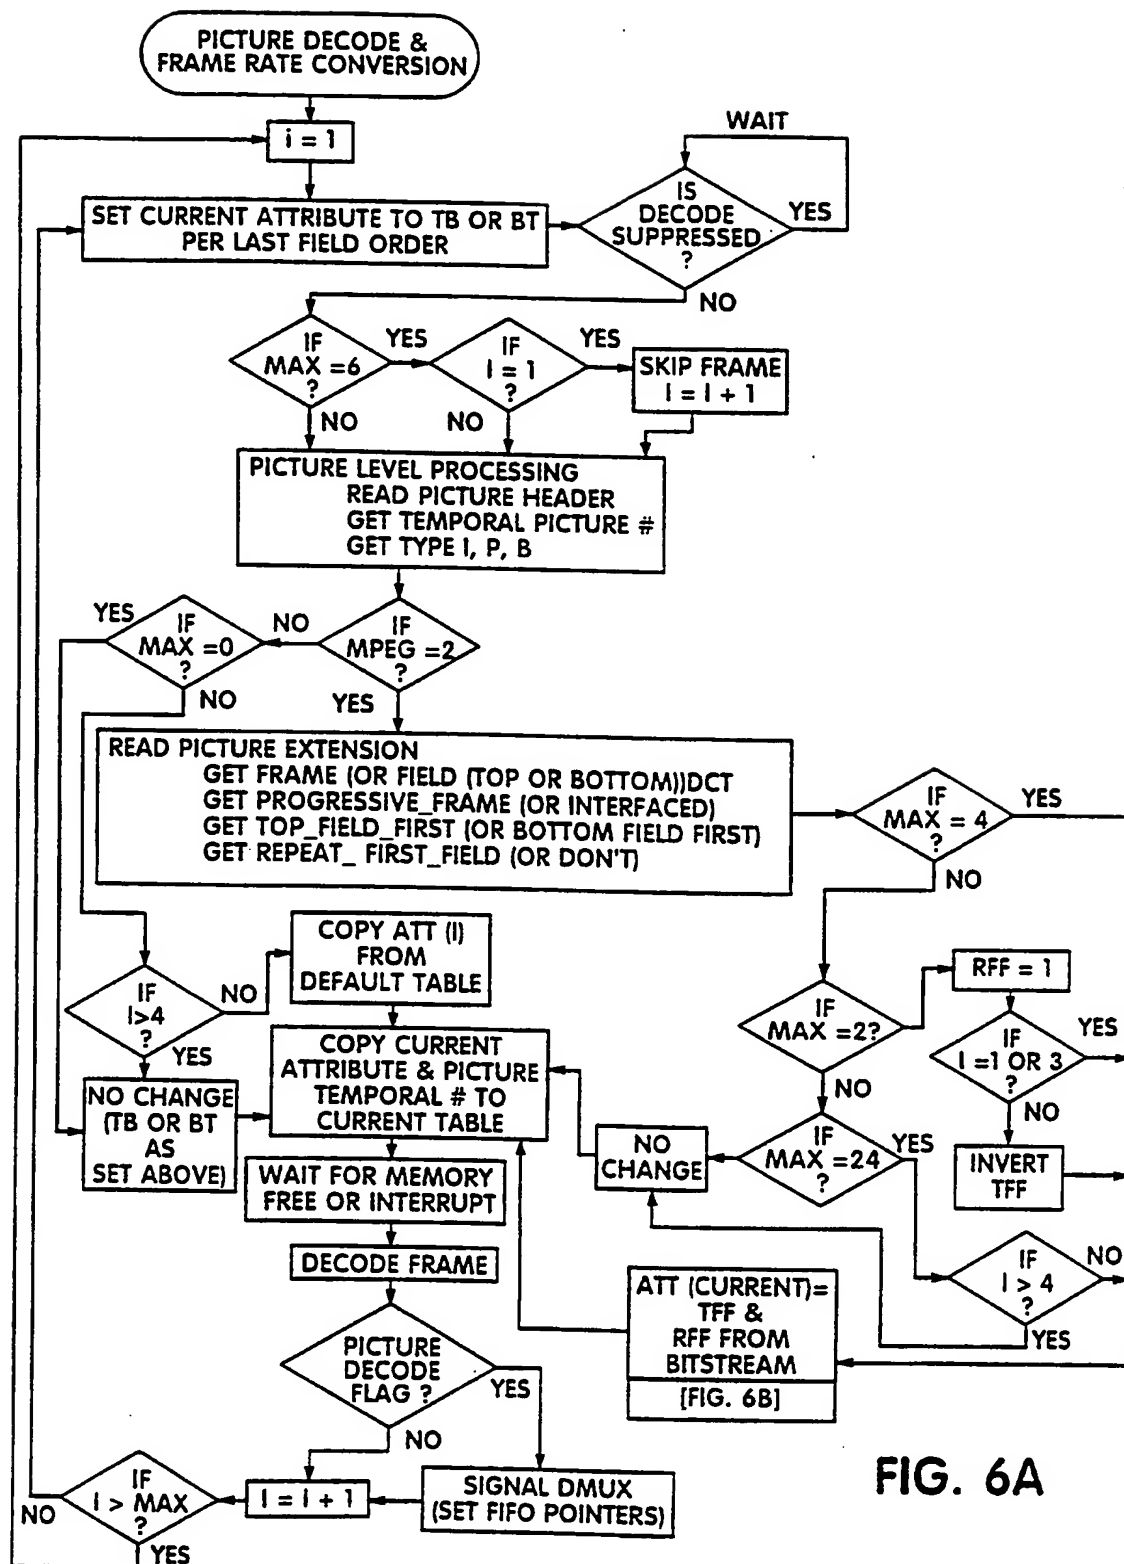 PICTURE DECODE &
FRAME RATE CONVERSION
i = 1
WAIT
SET CURRENT ATTRIBUTE TO TB OR BT
PER LAST FIELD ORDER
IS
DECODE
SUPPRESSED
?
YES
NO
IF
MAX =6
?
YES
NO
IF
I = 1
?
YES
NO
SKIP FRAME
I = I + 1
PICTURE LEVEL PROCESSING
READ PICTURE HEADER
GET TEMPORAL PICTURE #
GET TYPE I, P, B
YES
IF
MAX =0
?
NO
NO
IF
MPEG =2
?
YES
READ PICTURE EXTENSION
GET FRAME (OR FIELD (TOP OR BOTTOM))DCT
GET PROGRESSIVE_FRAME (OR INTERFACED)
GET TOP_FIELD_FIRST (OR BOTTOM FIELD FIRST)
GET REPEAT_ FIRST_FIELD (OR DON'T)
IF
MAX = 4
?
YES
NO
COPY ATT (I)
FROM
DEFAULT TABLE
IF
I>4
?
NO
YES
IF
MAX =2?
NO
RFF = 1
IF
I =1 OR 3
?
YES
NO
INVERT
TFF
COPY CURRENT
ATTRIBUTE & PICTURE
TEMPORAL # TO
CURRENT TABLE
NO CHANGE
(TB OR BT
AS
SET ABOVE)
NO
CHANGE
IF
MAX =24
?
YES
WAIT FOR MEMORY
FREE OR INTERRUPT
DECODE FRAME
IF
I > 4
?
NO
YES
ATT (CURRENT)=
TFF &
RFF FROM
BITSTREAM
[FIG. 6B]
PICTURE
DECODE
FLAG ?
YES
NO
SIGNAL DMUX
(SET FIFO POINTERS)
I = I + 1
IF
I > MAX
?
NO
YES
FIG. 6A